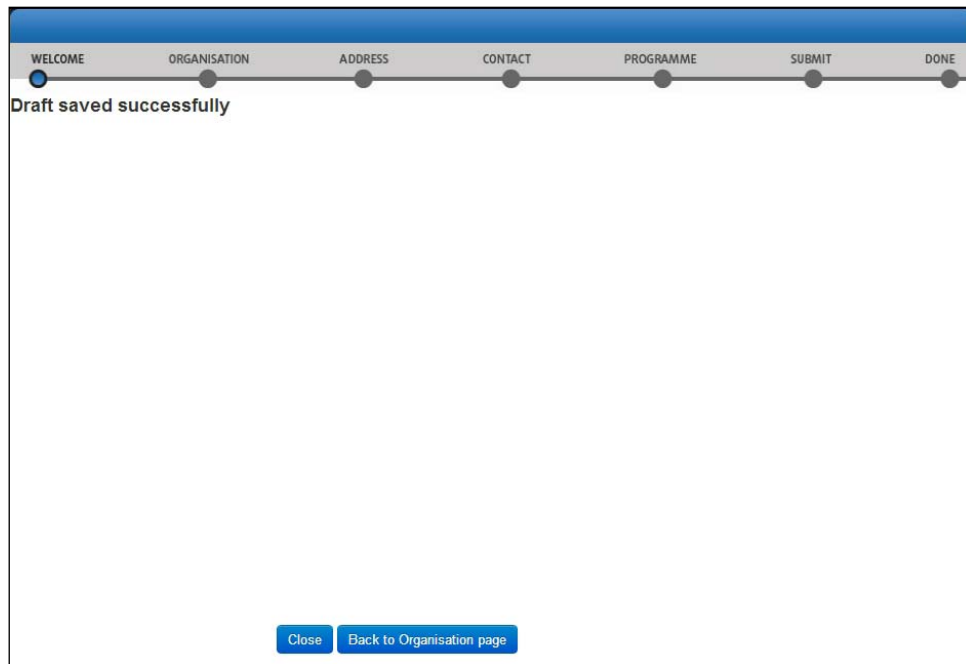 WELCOME ORGANISATION ADDRESS CONTACT PROGRAMME SUBMIT DONE
Draft saved successfully
Close Back to Organisation page